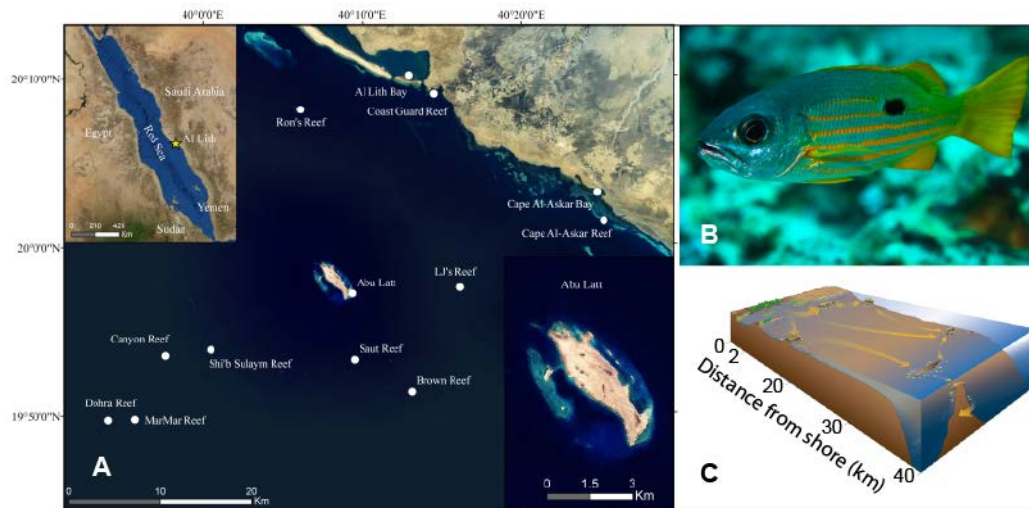 40°0'0"E 40°10'0"E 40°20'0"E
20°10'0"N
20°0'0"N
19°50'0"N
Saudi Arabia
Egypt
Red Sea
Al Lith
Yemen
Sudan
0 210 420
Km
Al Lith Bay
Coast Guard Reef
Ron's Reef
Cape Al-Askar Bay
Cape Al-Askar Reef
LJ's Reef
Abu Latt
Canyon Reef
Shi'b Sulaym Reef
Saut Reef
Brown Reef
Dohra Reef
MarMar Reef
A
0 10 20
Km
Abu Latt
0 1.5 3
Km
B
0
2
20
30
40
Distance from shore (km)
C